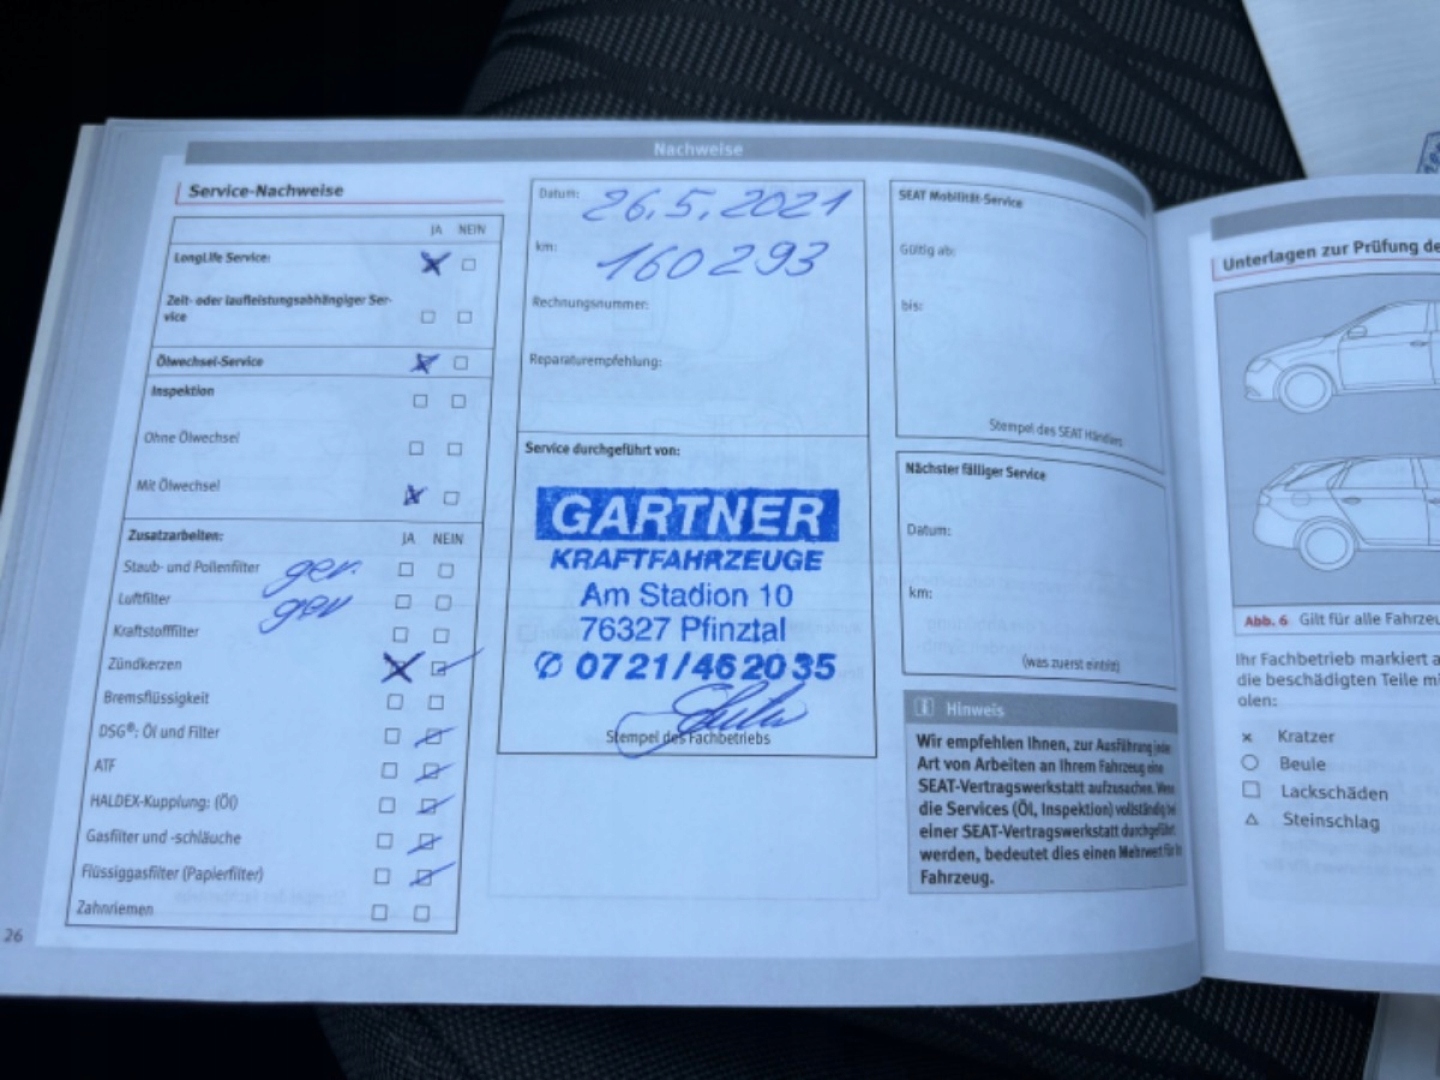 Nachweise
Service-Nachweise
JA NEIN
LongLife Service:
Zeit- oder laufleistungsabhängiger Ser-
vice
Ölwechsel-Service
Inspektion
Ohne Ölwechsel
Mit Ölwechsel
Zusatzarbeiten: JA NEIN
Staub- und Pollenfilter ger.
Luftfilter ger
Kraftstofffilter
Zündkerzen
Bremsflüssigkeit
DSG®: Öl und Filter
ATF
HALDEX-Kupplung: (Öl)
Gasfilter und -schläuche
Flüssiggasfilter (Papierfilter)
Zahnriemen
26
Datum: 26.5.2021
km: 160293
Rechnungsnummer:
Reparaturempfehlung:
Service durchgeführt von:
GARTNER
KRAFTFAHRZEUGE
Am Stadion 10
76327 Pfinztal
✆ 0721/462035
Stempel des Fachbetriebs
SEAT Mobilität-Service
Gültig ab:
bis:
Stempel des SEAT Händlers
Nächster fälliger Service
Datum:
km:
(was zuerst eintritt)
Hinweis
Wir empfehlen Ihnen, zur Ausführung jeder
Art von Arbeiten an Ihrem Fahrzeug eine
SEAT-Vertragswerkstatt aufzusuchen. Wenn
die Services (Öl, Inspektion) vollständig bei
einer SEAT-Vertragswerkstatt durchgeführt
werden, bedeutet dies einen Mehrwert für Ihr
Fahrzeug.
Unterlagen zur Prüfung de
Abb. 6 Gilt für alle Fahrzeu
Ihr Fachbetrieb markiert a
die beschädigten Teile mi
olen:
Kratzer
Beule
Lackschäden
Steinschlag